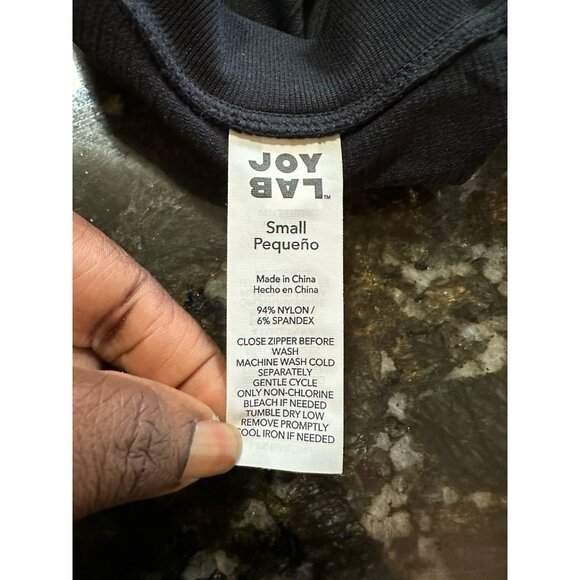 JOY
LAB™
Small
Pequeño
Made in China
Hecho en China
94% NYLON /
6% SPANDEX
CLOSE ZIPPER BEFORE
WASH
MACHINE WASH COLD
SEPARATELY
GENTLE CYCLE
ONLY NON-CHLORINE
BLEACH IF NEEDED
TUMBLE DRY LOW
REMOVE PROMPTLY
COOL IRON IF NEEDED